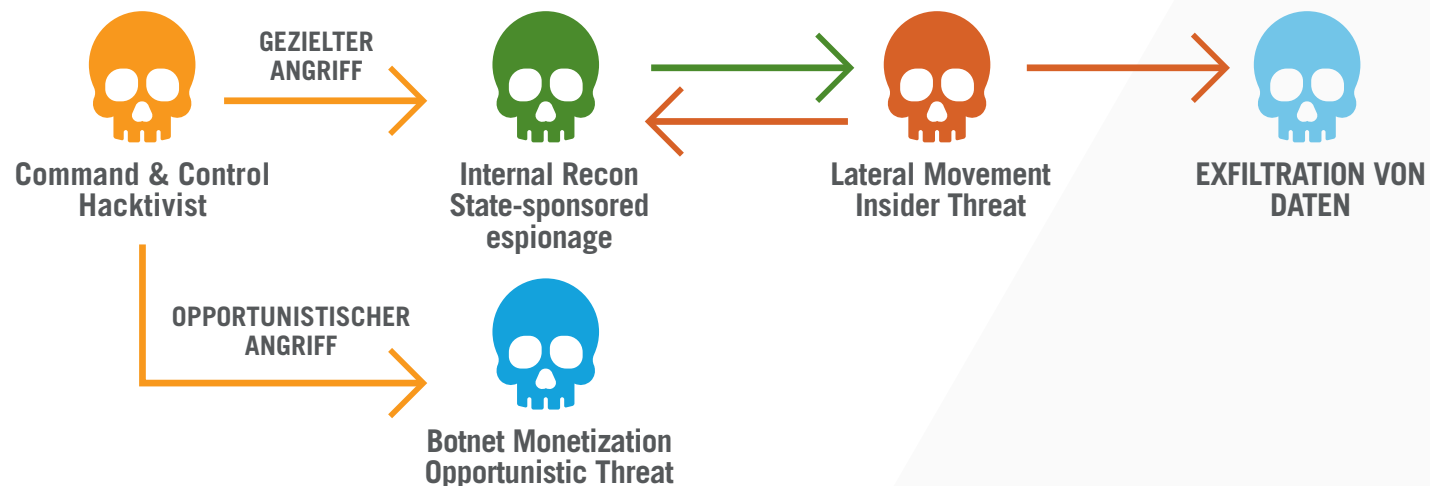 GEZIELTER
ANGRIFF
Command & Control
Hacktivist
Internal Recon
State-sponsored
espionage
Lateral Movement
Insider Threat
EXFILTRATION VON
DATEN
OPPORTUNISTISCHER
ANGRIFF
Botnet Monetization
Opportunistic Threat